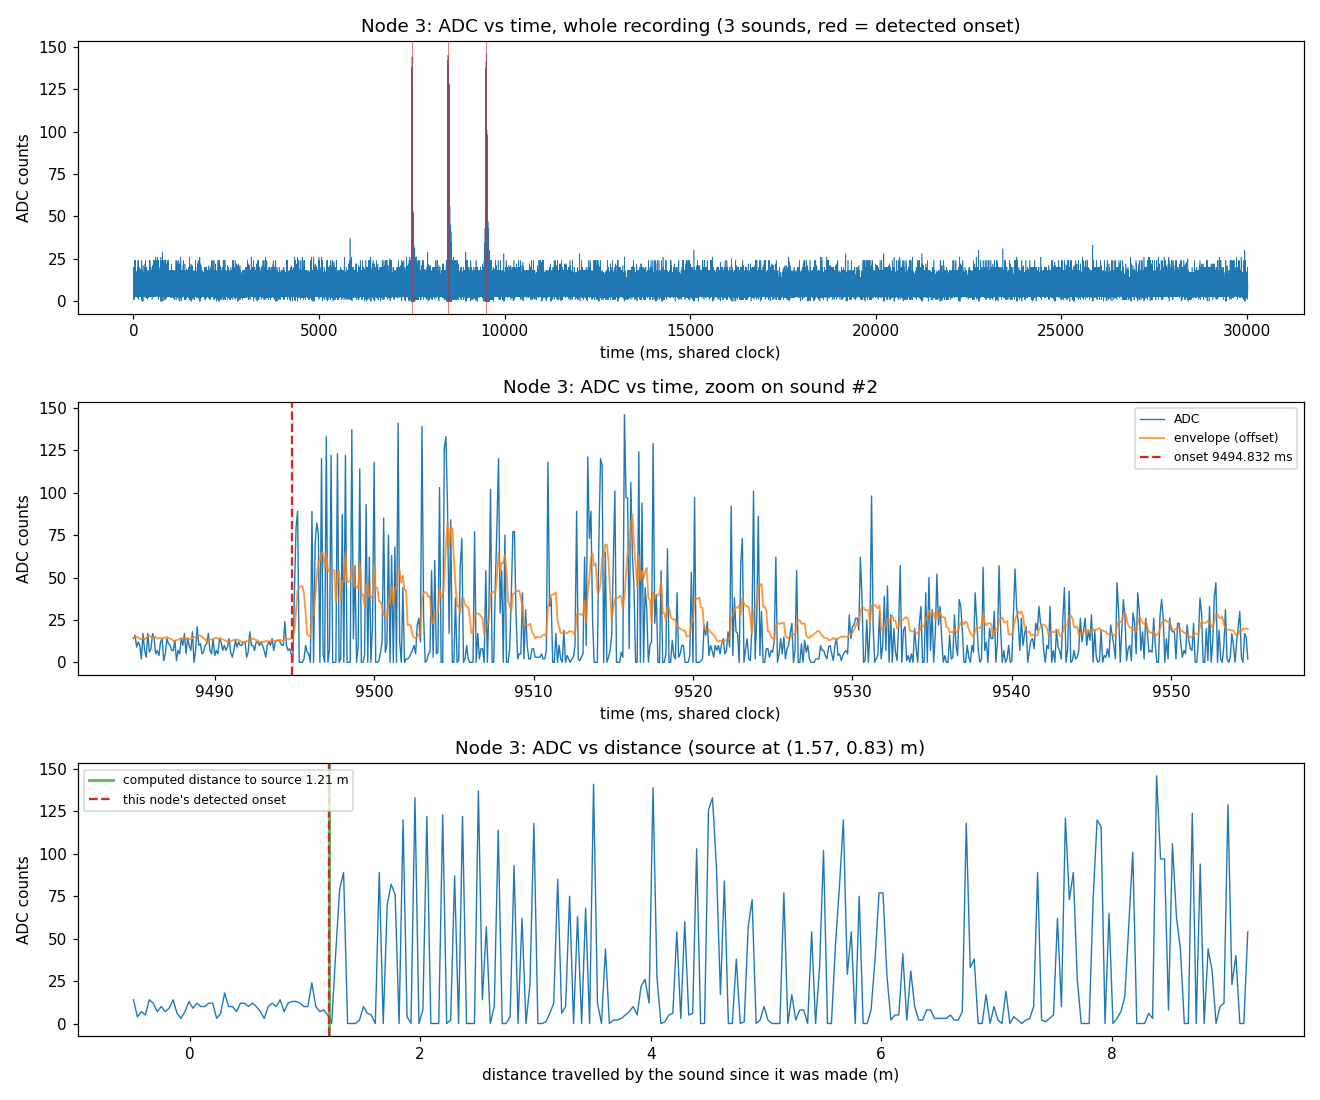 Node 3: ADC vs time, whole recording (3 sounds, red = detected onset)
150
125
100
75
50
25
0
ADC counts
0 5000 10000 15000 20000 25000 30000
time (ms, shared clock)
Node 3: ADC vs time, zoom on sound #2
150
125
100
75
50
25
0
ADC counts
ADC
envelope (offset)
onset 9494.832 ms
9490 9500 9510 9520 9530 9540 9550
time (ms, shared clock)
Node 3: ADC vs distance (source at (1.57, 0.83) m)
150
125
100
75
50
25
0
ADC counts
computed distance to source 1.21 m
this node's detected onset
0 2 4 6 8
distance travelled by the sound since it was made (m)